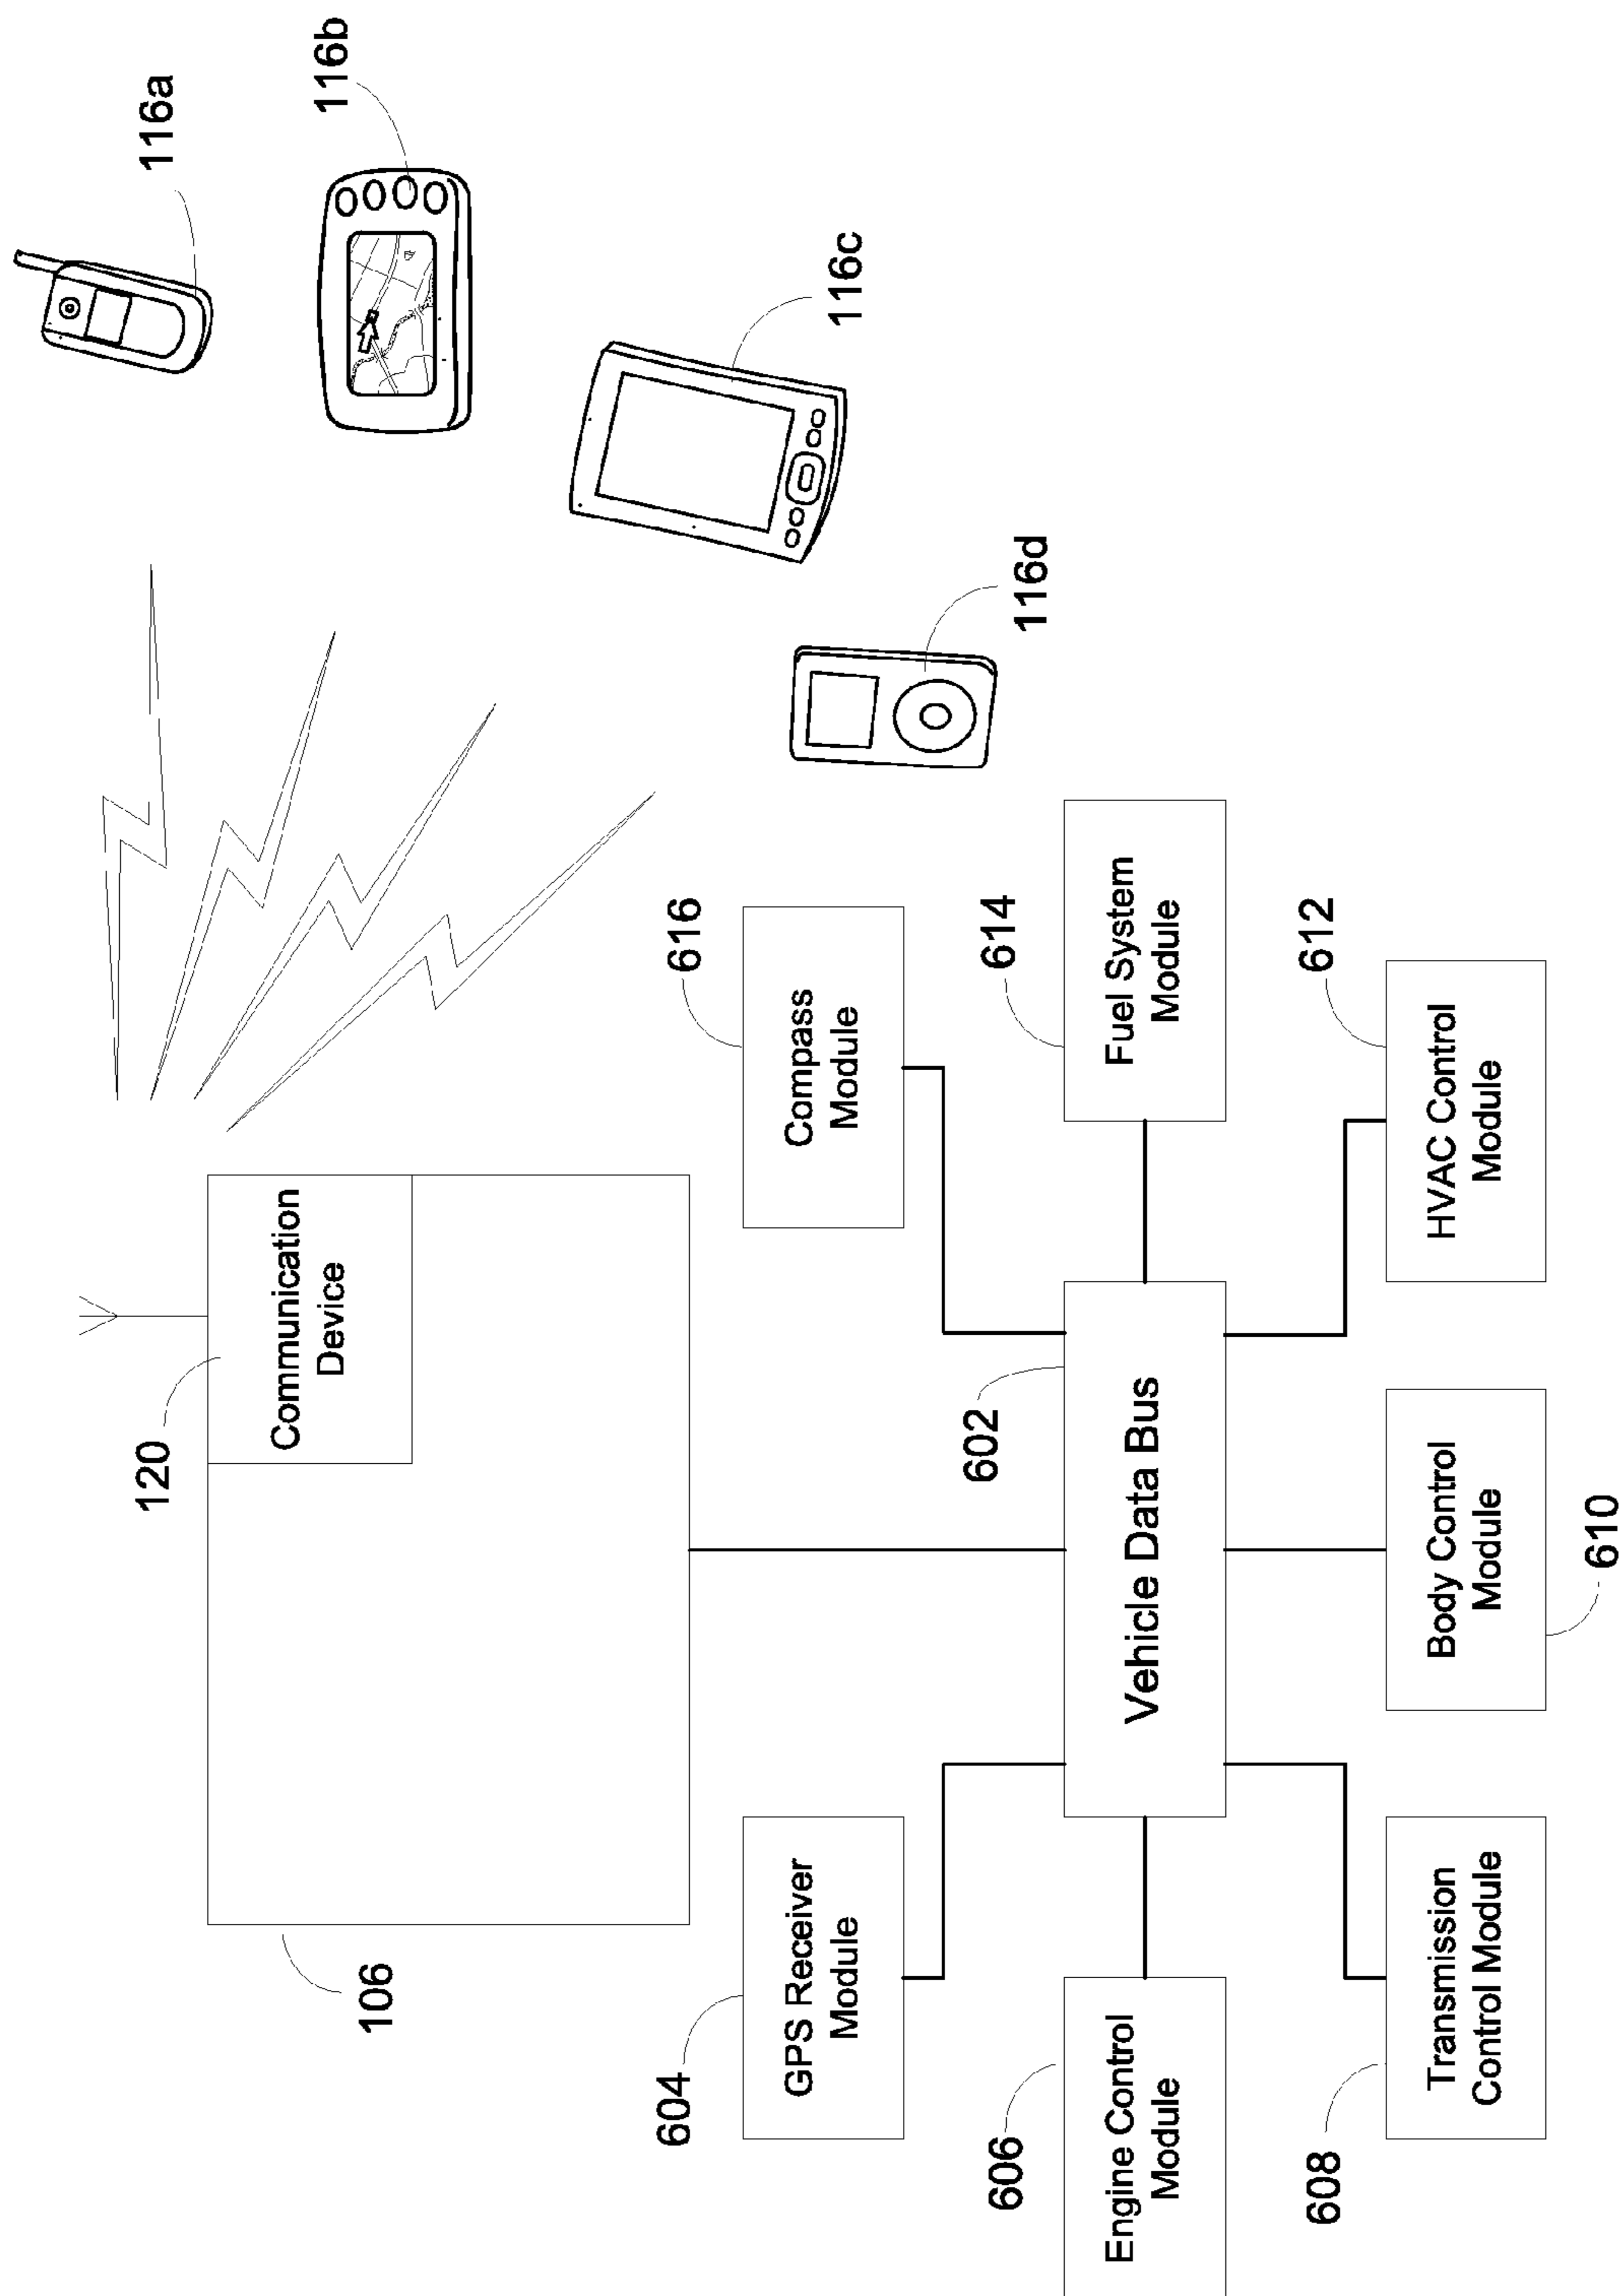 116a
116b
116c
116d
120
Communication
Device
106
604
GPS Receiver
Module
616
Compass
Module
606
Engine Control
Module
602
Vehicle Data Bus
614
Fuel System
Module
608
Transmission
Control Module
Body Control
Module
610
612
HVAC Control
Module